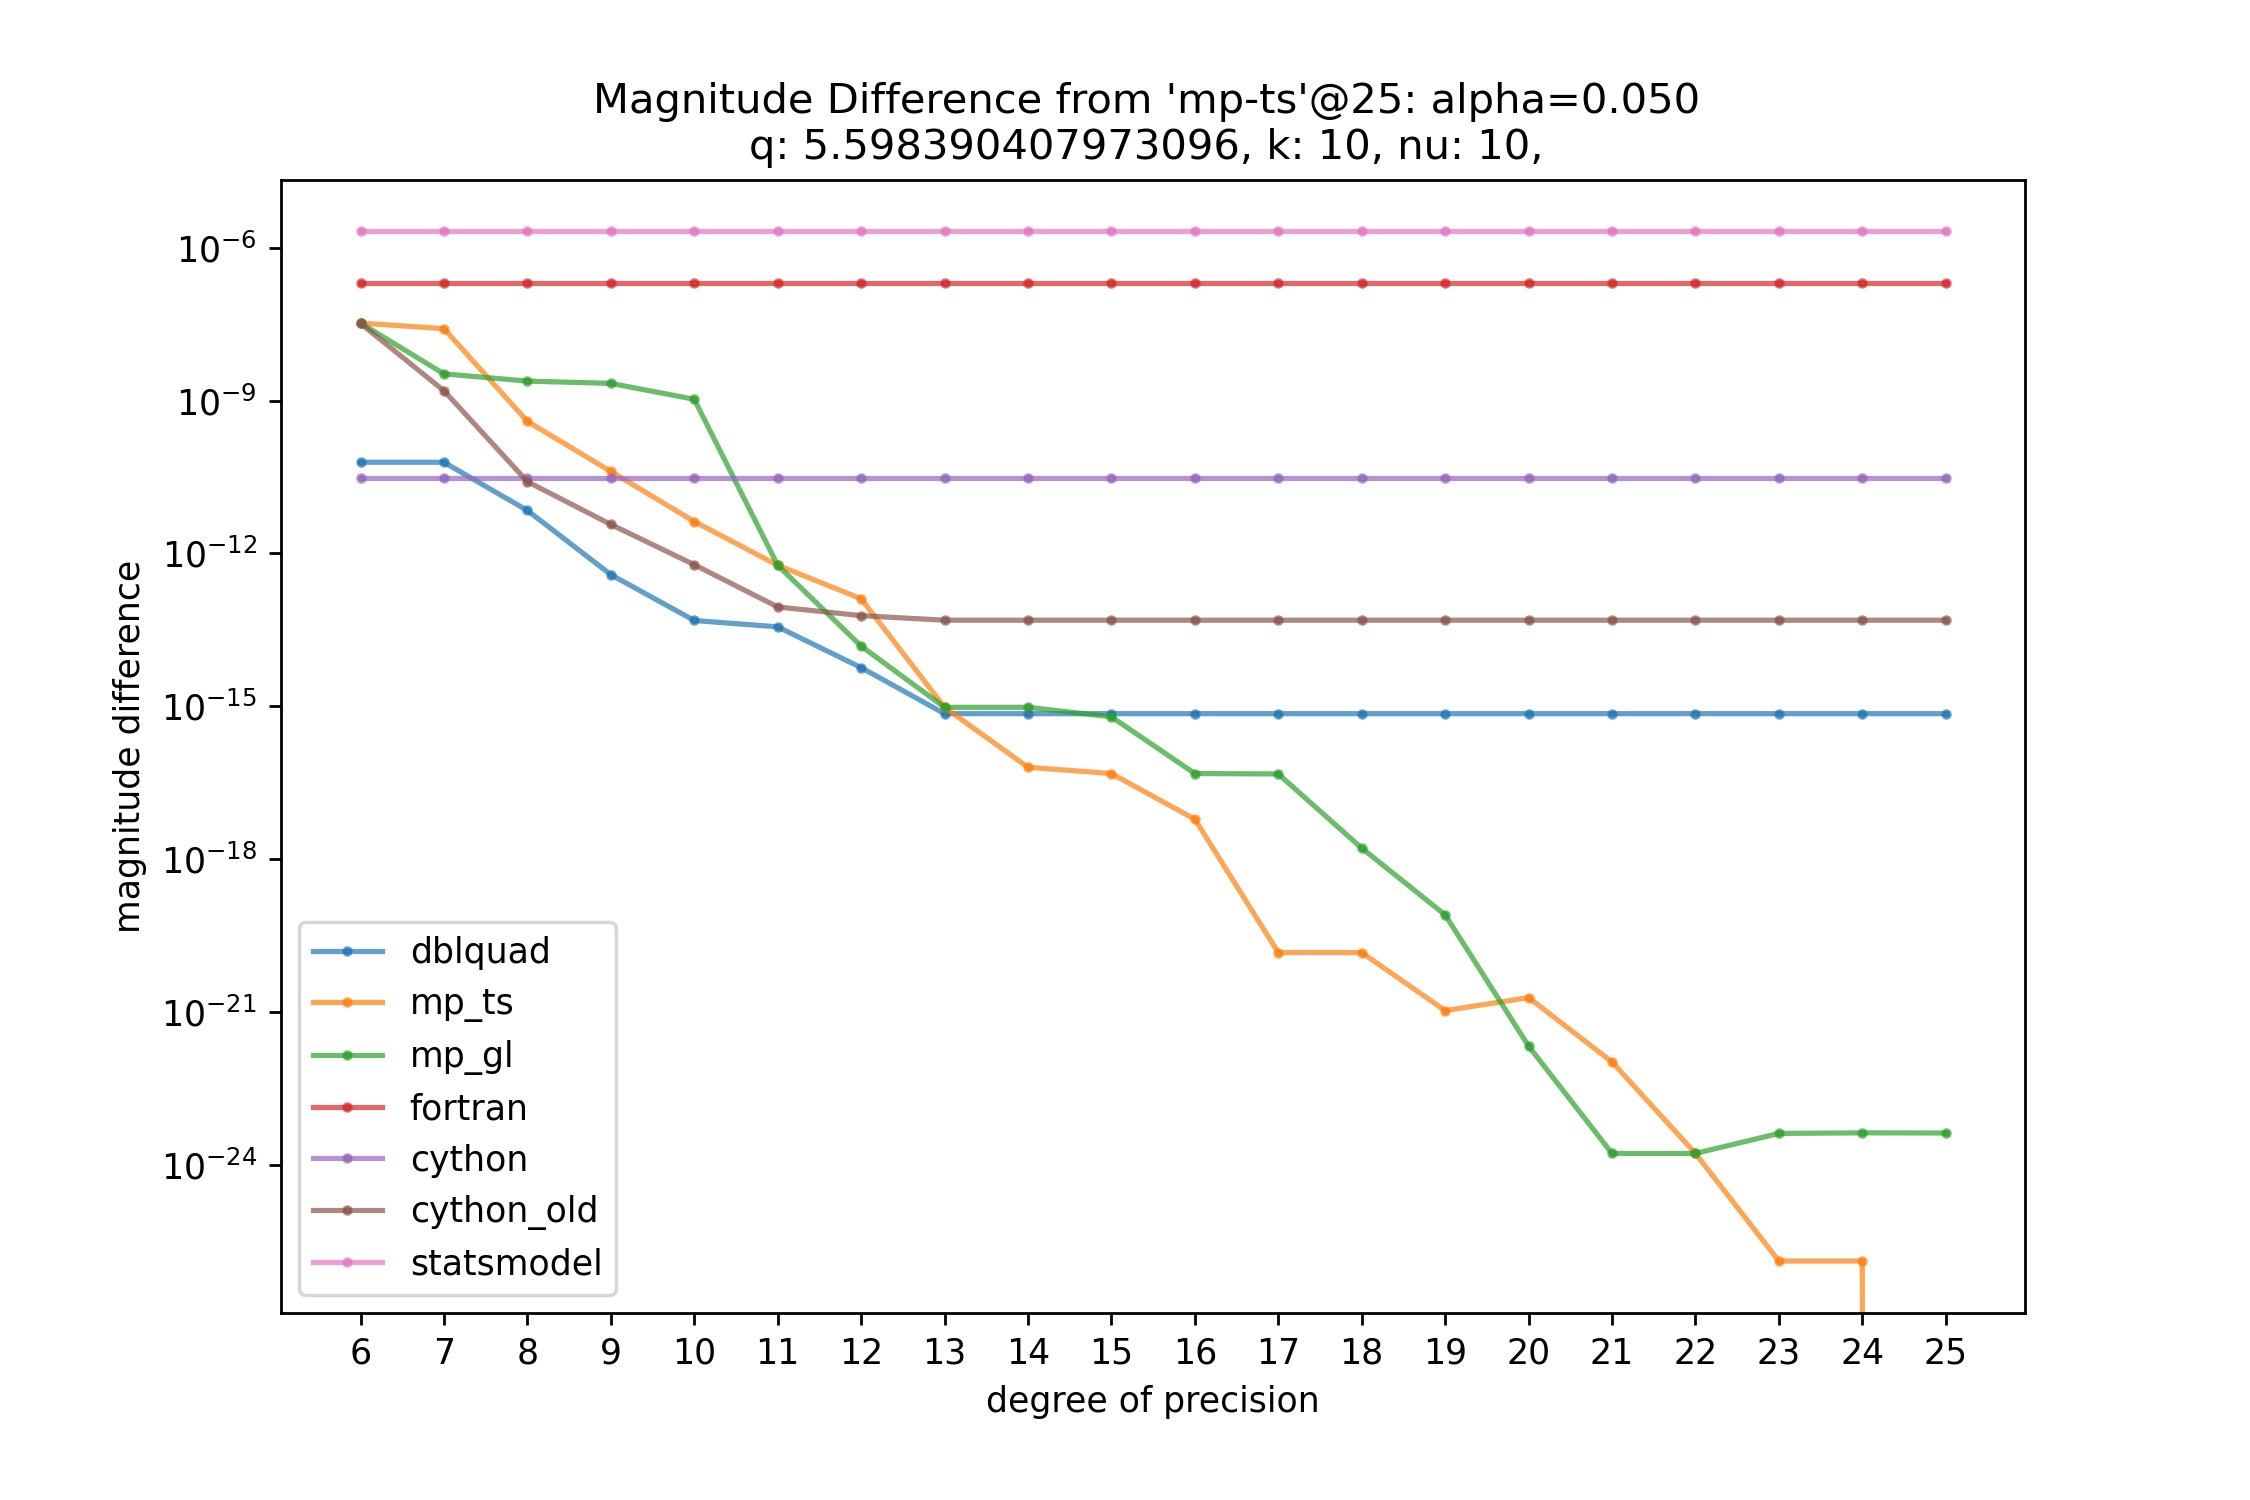 Magnitude Difference from 'mp-ts'@25: alpha=0.050
q: 5.598390407973096, k: 10, nu: 10,
magnitude difference
10⁻⁶
10⁻⁹
10⁻¹²
10⁻¹⁵
10⁻¹⁸
10⁻²¹
10⁻²⁴
dblquad
mp_ts
mp_gl
fortran
cython
cython_old
statsmodel
6 7 8 9 10 11 12 13 14 15 16 17 18 19 20 21 22 23 24 25
degree of precision